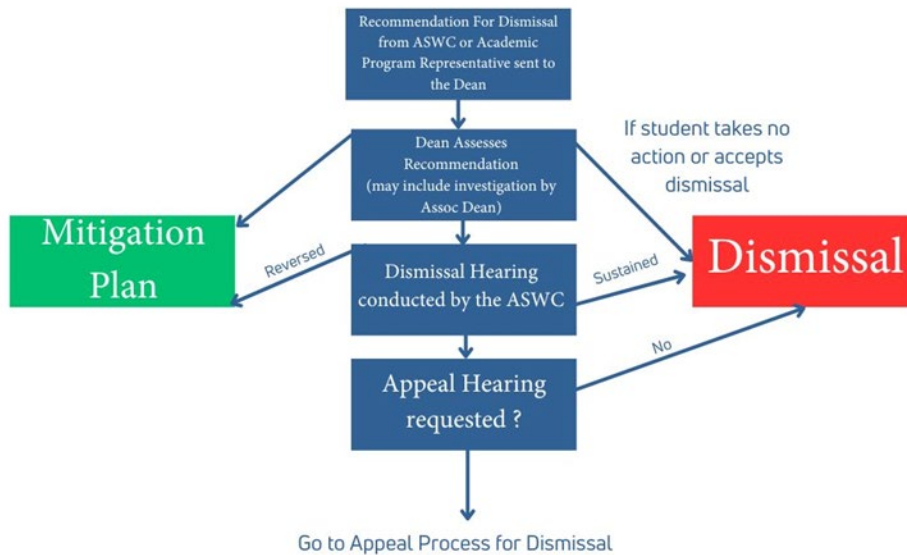 Recommendation For Dismissal
from ASWC or Academic
Program Representative sent to
the Dean
If student takes no
action or accepts
dismissal
Dean Assesses
Recommendation
(may include investigation by
Assoc Dean)
Mitigation
Plan
Reversed
Dismissal Hearing
conducted by the ASWC
Sustained
Dismissal
Appeal Hearing
requested ?
No
Go to Appeal Process for Dismissal